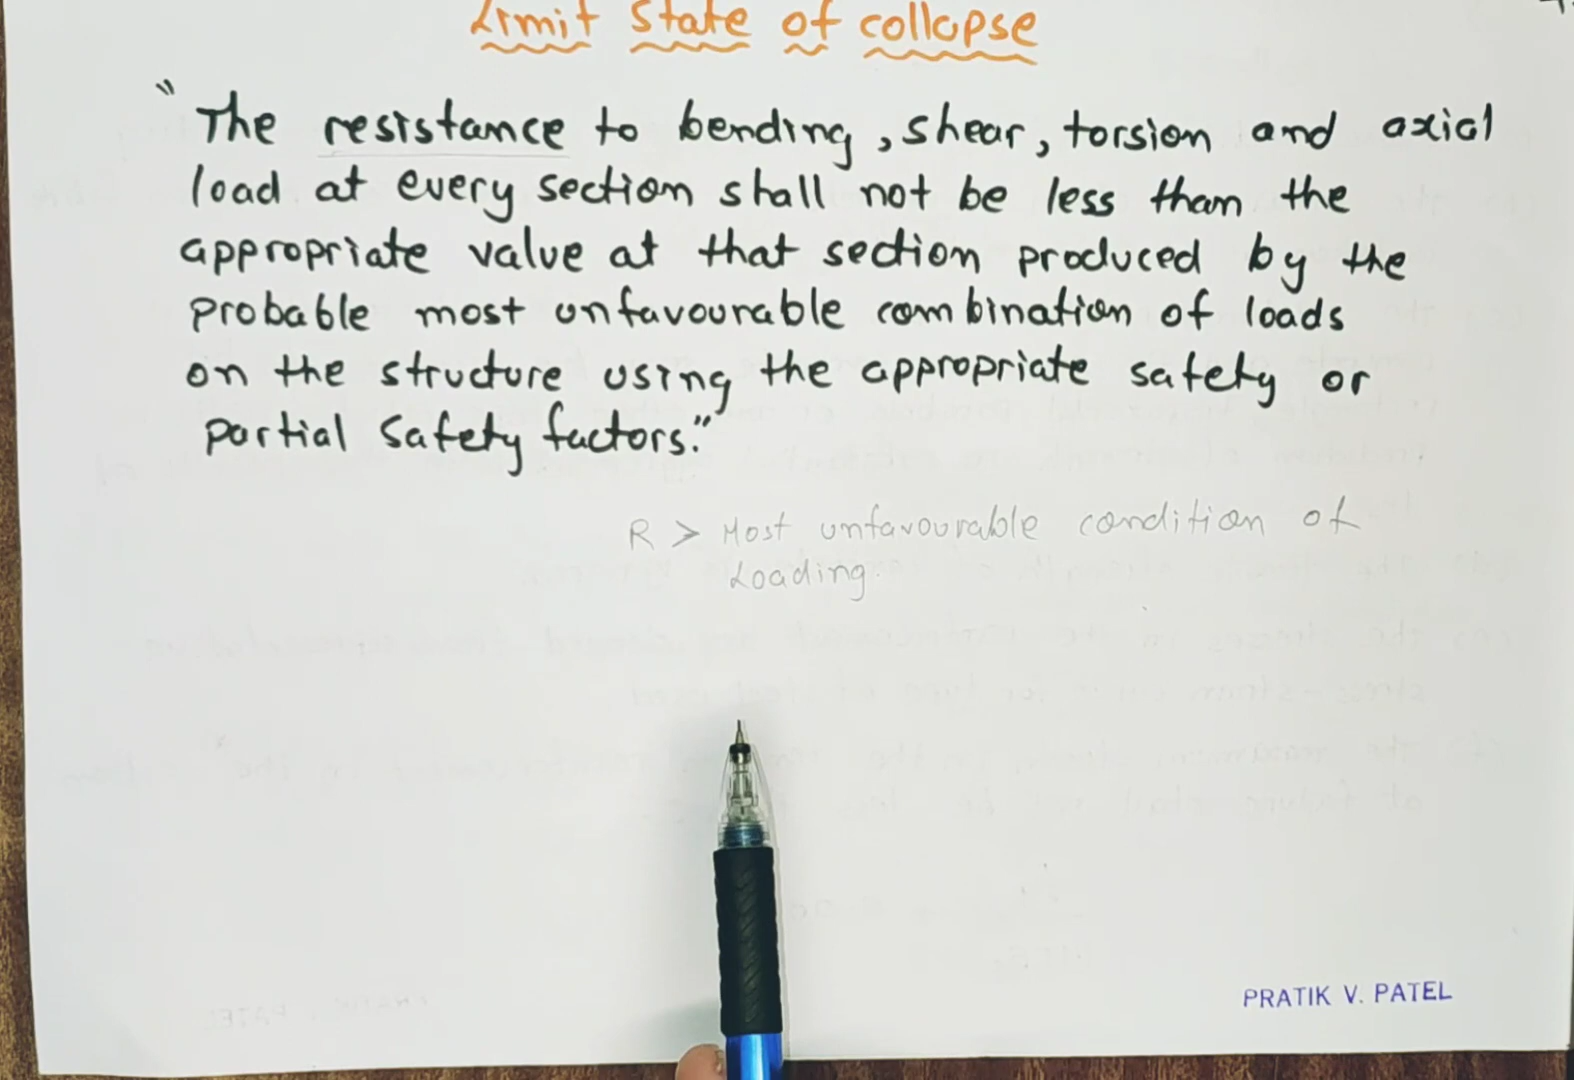 Limit State of collapse
"The resistance to bending, shear, torsion and axial
load at every section shall not be less than the
appropriate value at that section produced by the
probable most unfavourable combination of loads
on the structure using the appropriate safety or
partial safety factors."
R > Most unfavourable condition of
Loading.
PRATIK V. PATEL